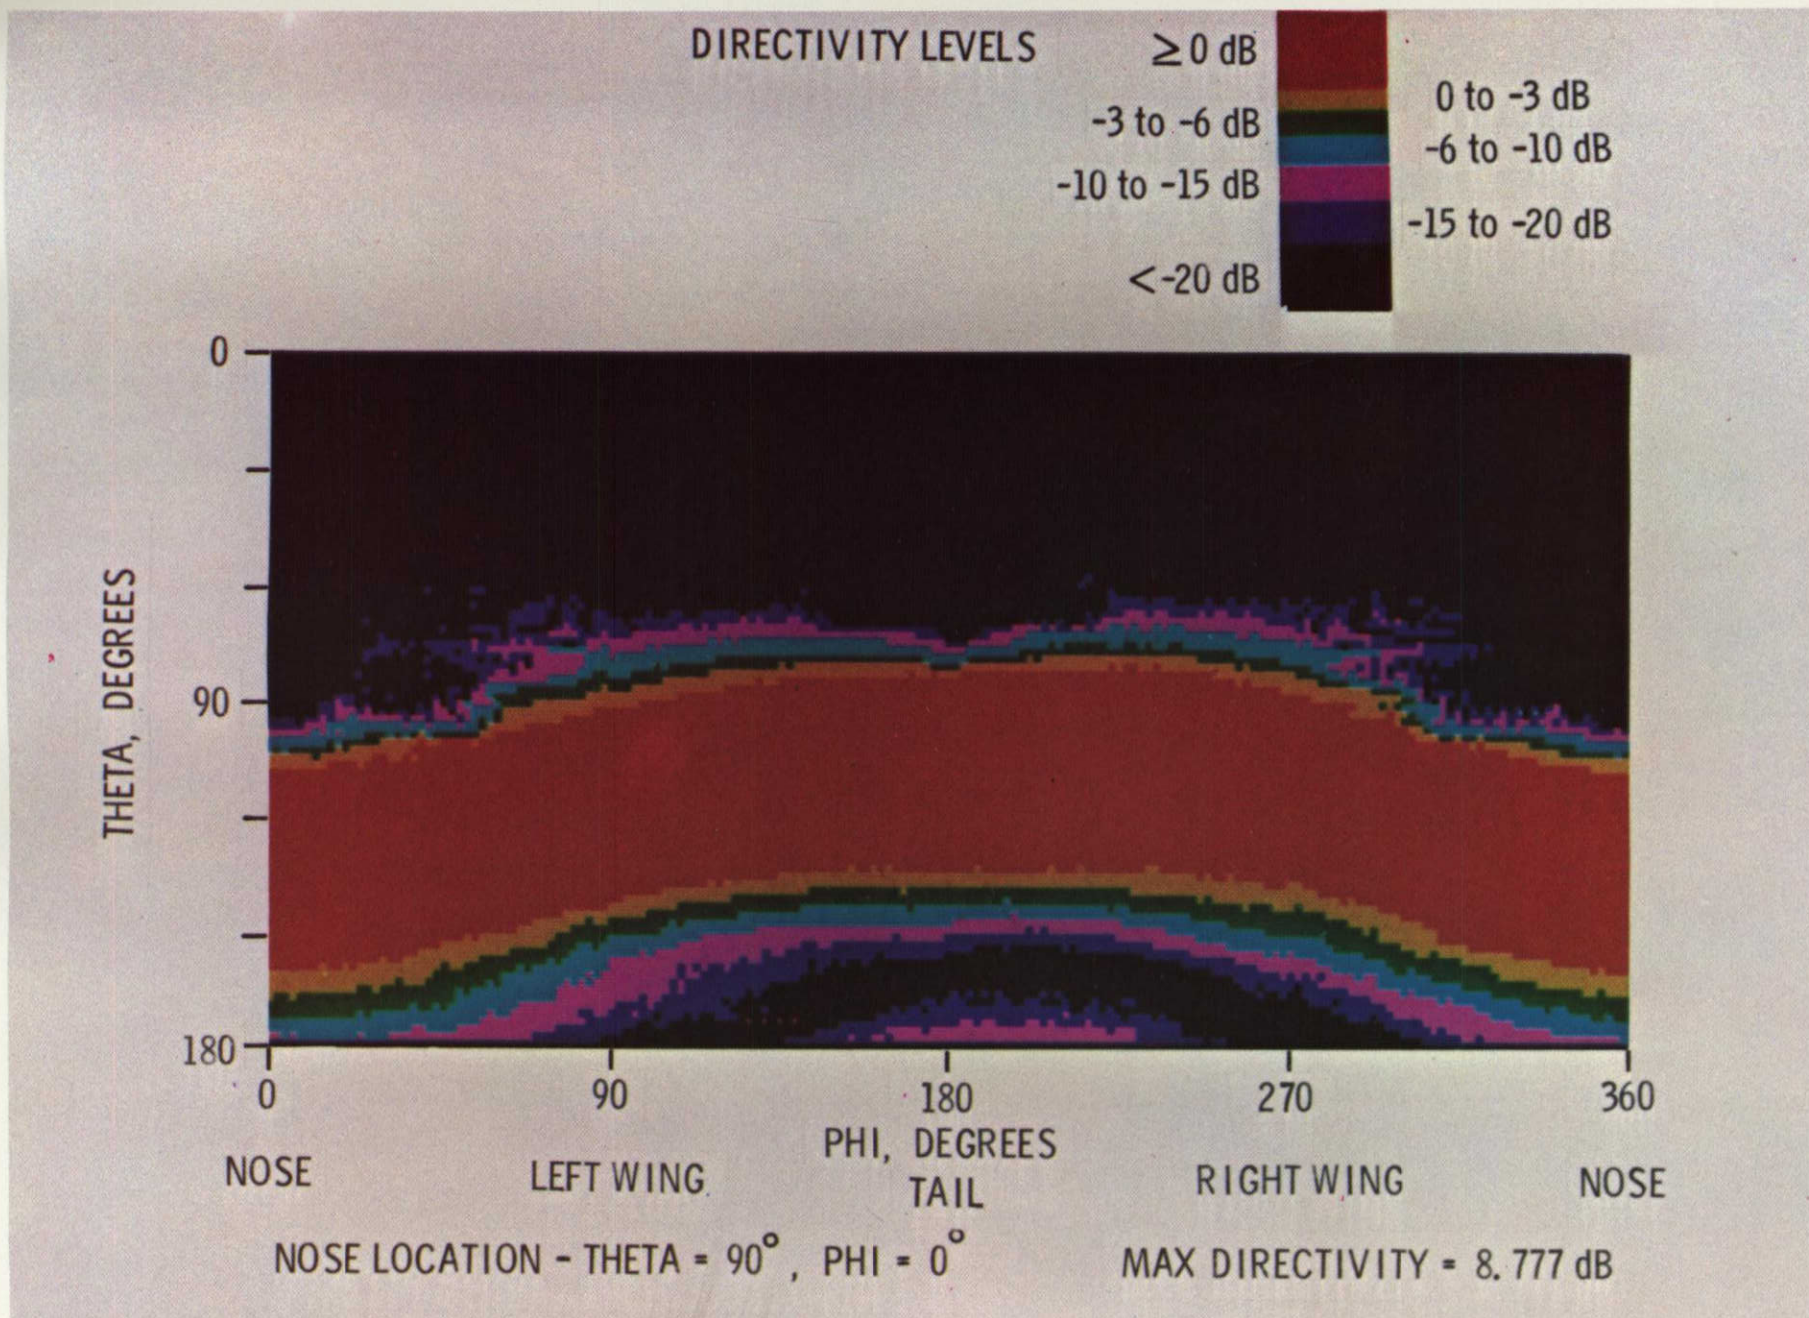 DIRECTIVITY LEVELS
≥0 dB
0 to -3 dB
-3 to -6 dB
-6 to -10 dB
-10 to -15 dB
-15 to -20 dB
<-20 dB
0
90
180
THETA, DEGREES
0 90 180 270 360
PHI, DEGREES
NOSE LEFT WING TAIL RIGHT WING NOSE
NOSE LOCATION - THETA = 90°, PHI = 0° MAX DIRECTIVITY = 8.777 dB